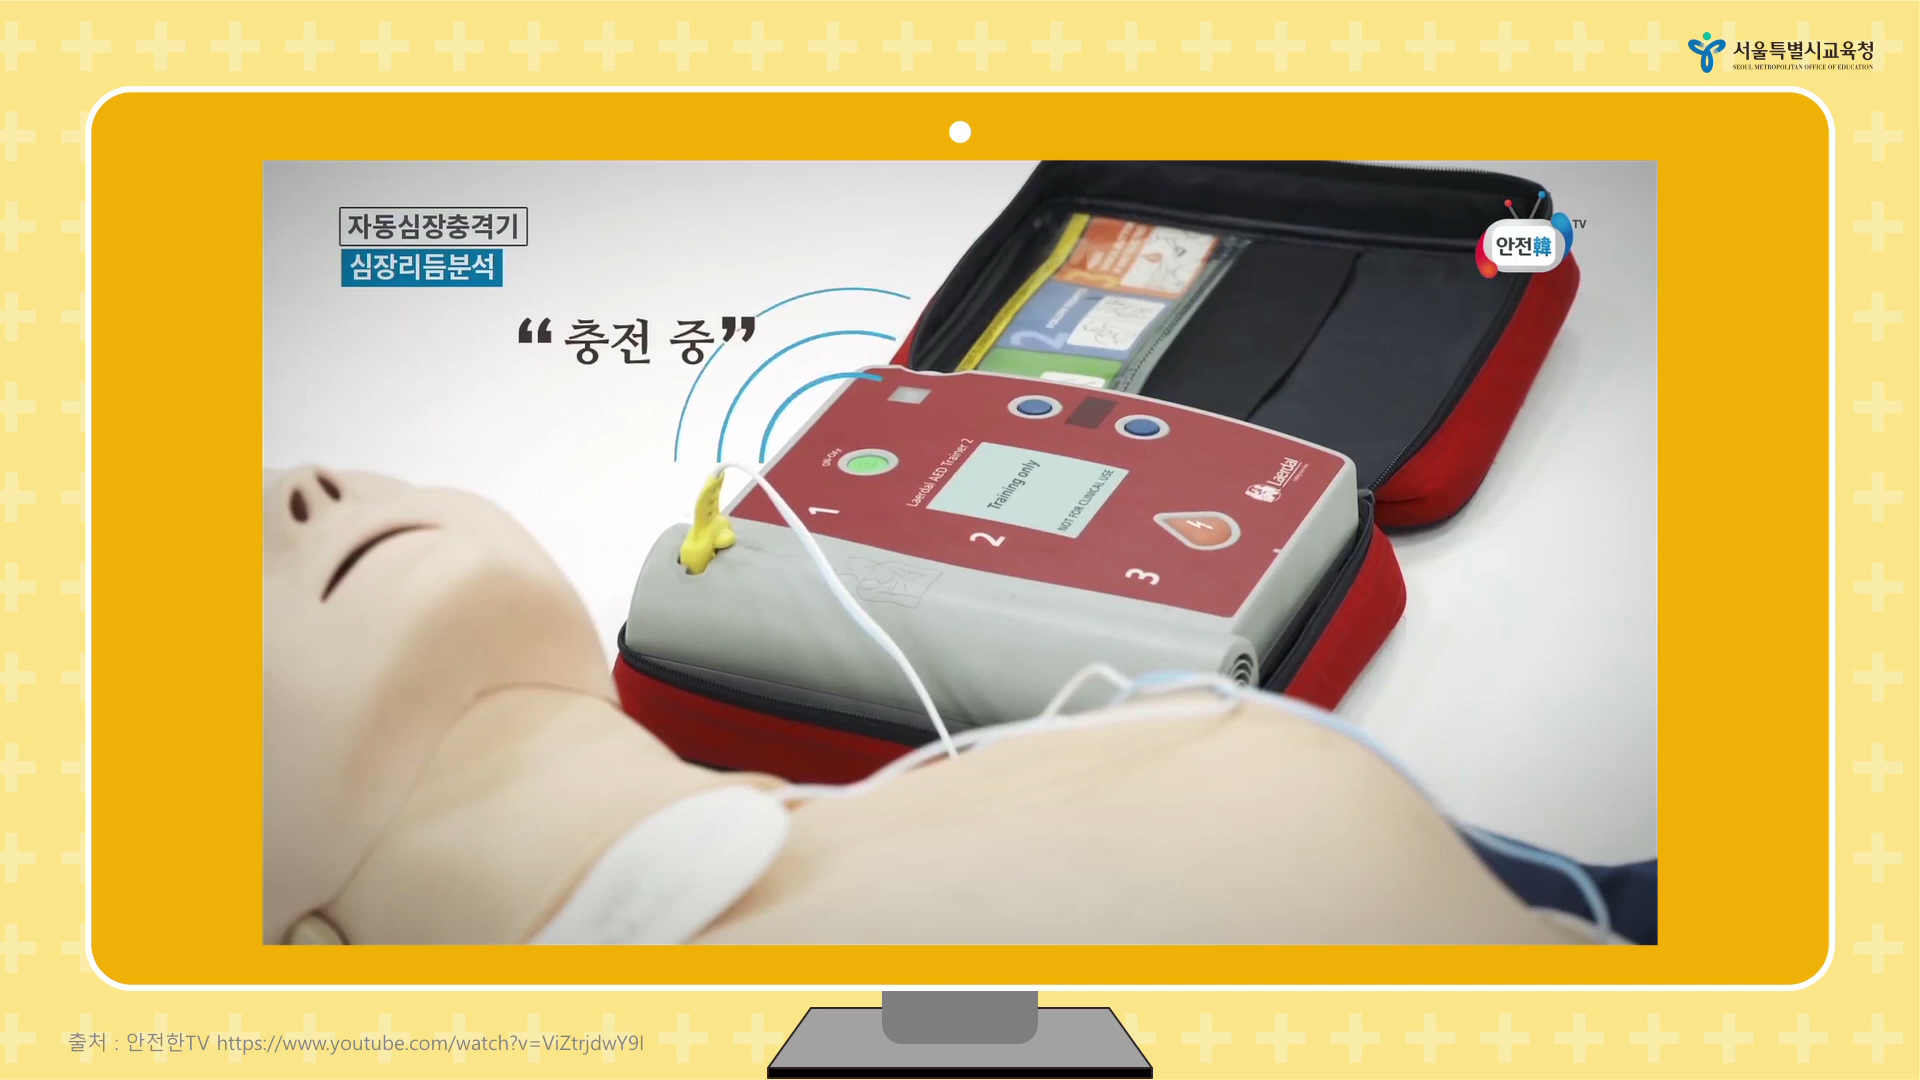 서울특별시교육청
SEOUL METROPOLITAN OFFICE OF EDUCATION
자동심장충격기
심장리듬분석
안전韓
TV
“ 충전 중”
2
On-Off
Laerdal AED Trainer 2
Training only
NOT FOR CLINICAL USE
Laerdal
1
2
3
출처 : 안전한TV https://www.youtube.com/watch?v=ViZtrjdwY9I